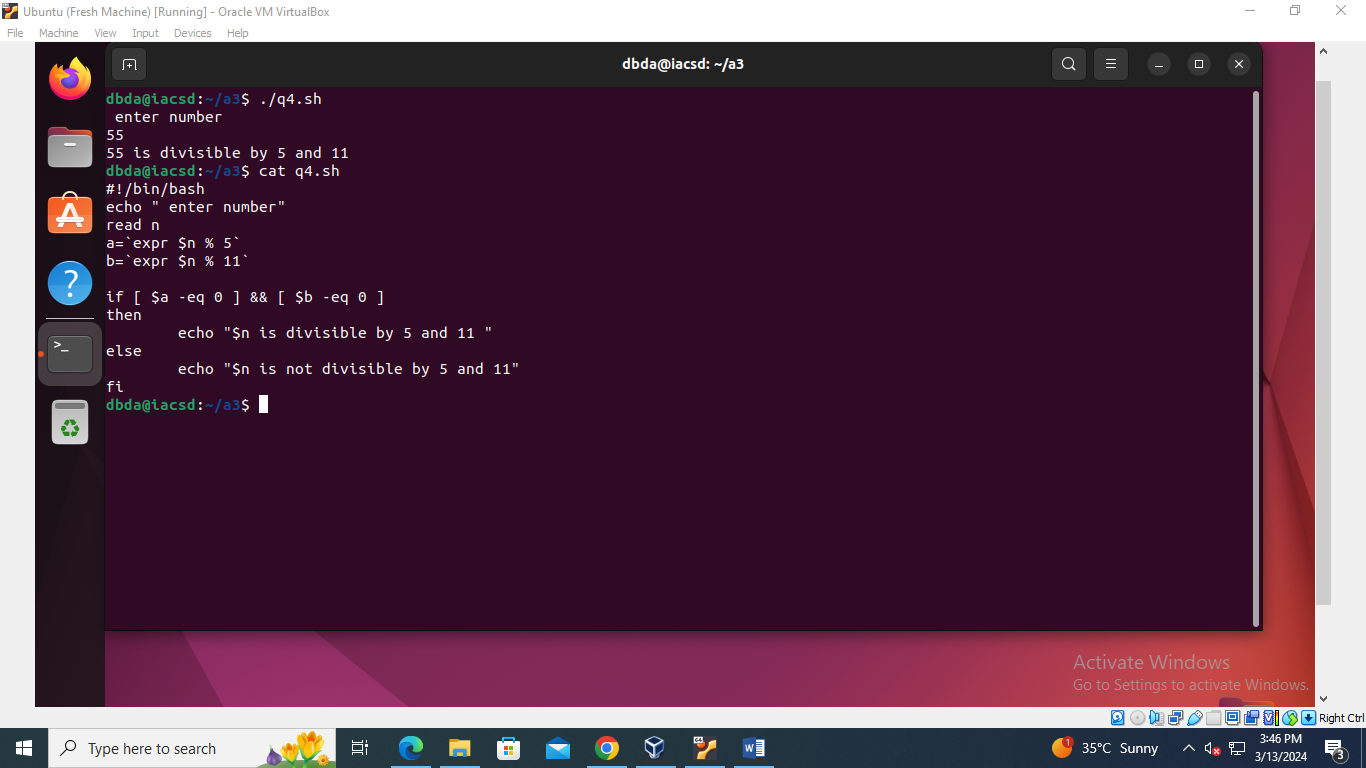 Ubuntu (Fresh Machine) [Running] - Oracle VM VirtualBox
File Machine View Input Devices Help
dbda@iacsd: ~/a3
dbda@iacsd:~/a3$ ./q4.sh
 enter number
55
55 is divisible by 5 and 11
dbda@iacsd:~/a3$ cat q4.sh
#!/bin/bash
echo " enter number"
read n
a=`expr $n % 5`
b=`expr $n % 11`
if [ $a -eq 0 ] && [ $b -eq 0 ]
then
        echo "$n is divisible by 5 and 11 "
else
        echo "$n is not divisible by 5 and 11"
fi
dbda@iacsd:~/a3$
Activate Windows
Go to Settings to activate Windows.
Right Ctrl
Type here to search
35°C Sunny
3:46 PM
3/13/2024
3